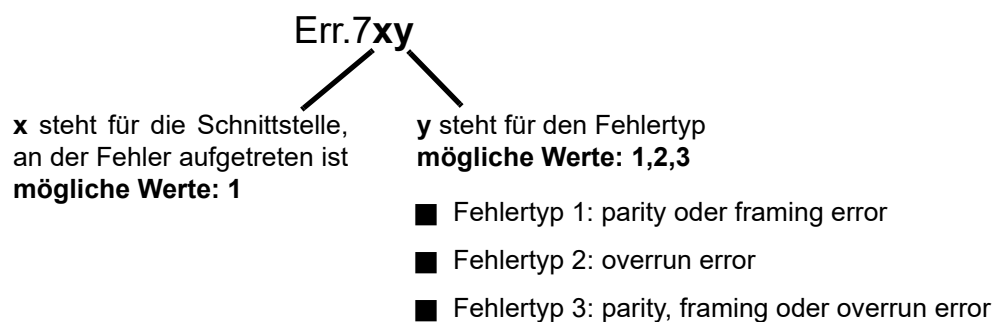 Err.7xy
x steht für die Schnittstelle,
an der Fehler aufgetreten ist
mögliche Werte: 1
y steht für den Fehlertyp
mögliche Werte: 1,2,3
■ Fehlertyp 1: parity oder framing error
■ Fehlertyp 2: overrun error
■ Fehlertyp 3: parity, framing oder overrun error